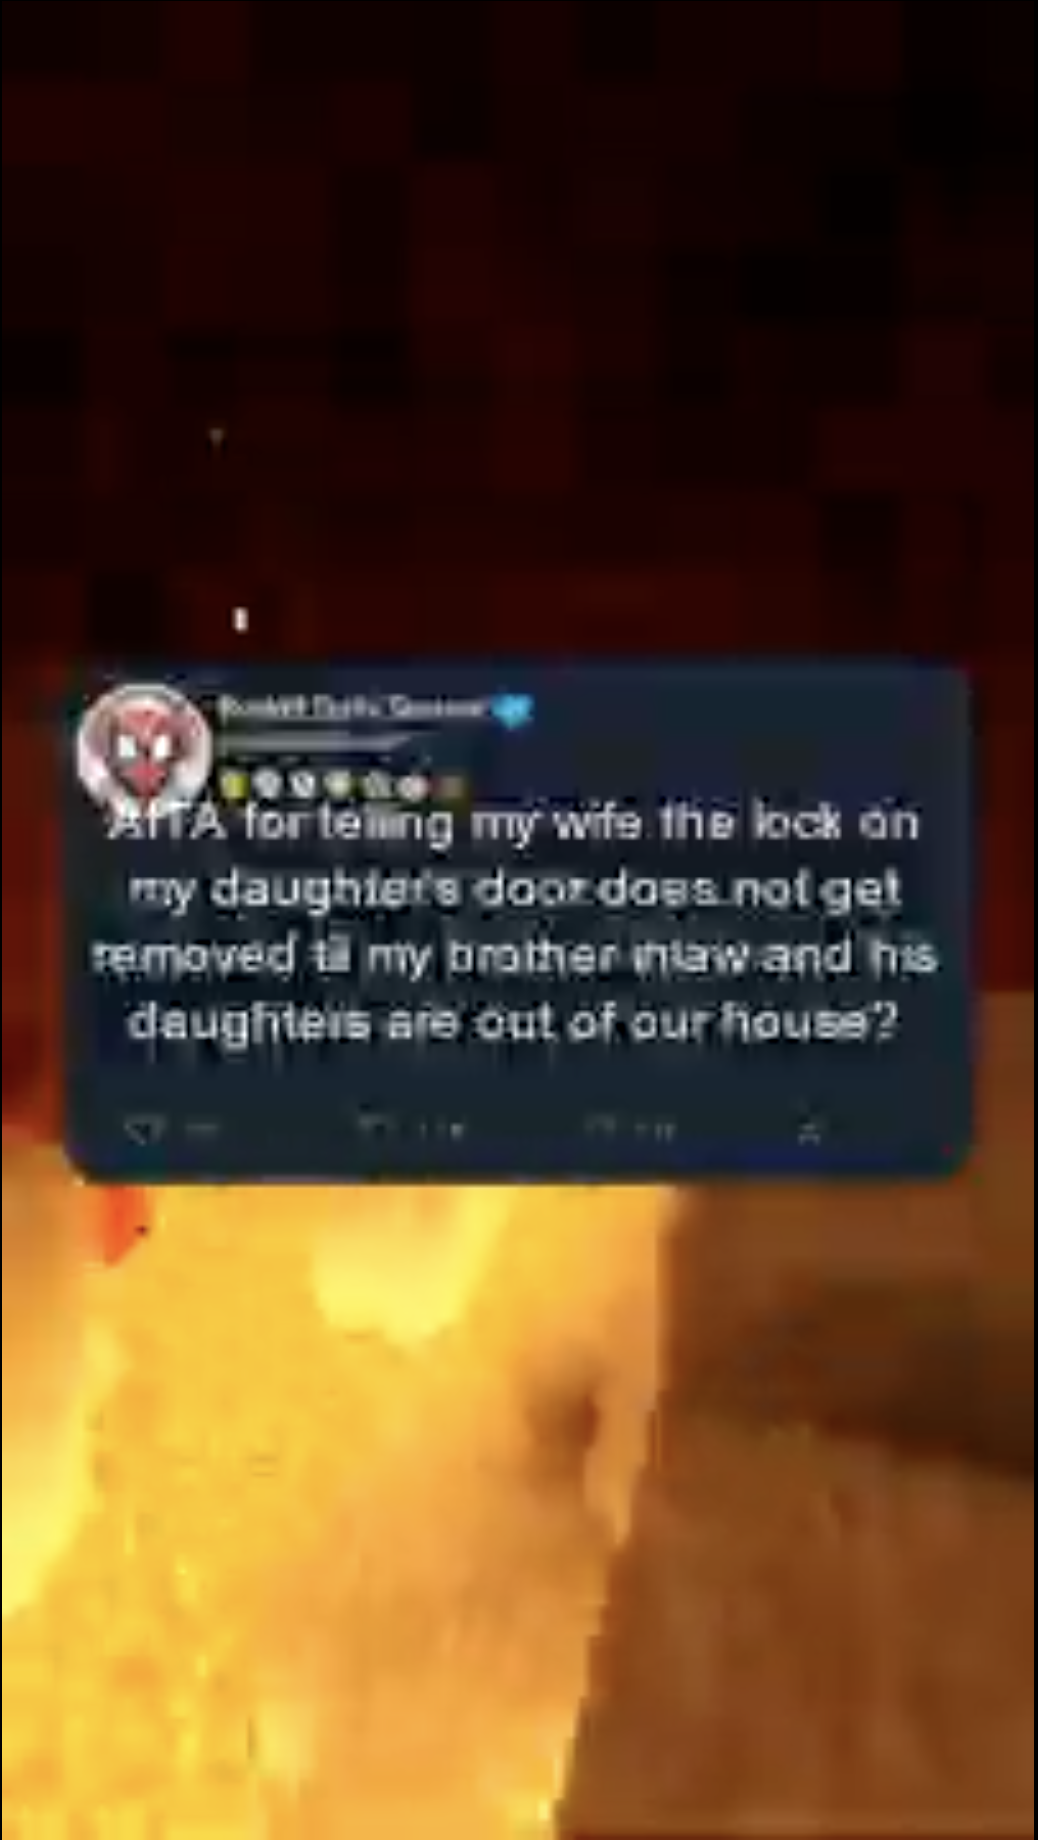 AITA for telling my wife the lock on
my daughter's door does not get
removed til my brother inlaw and his
daughters are out of our house?